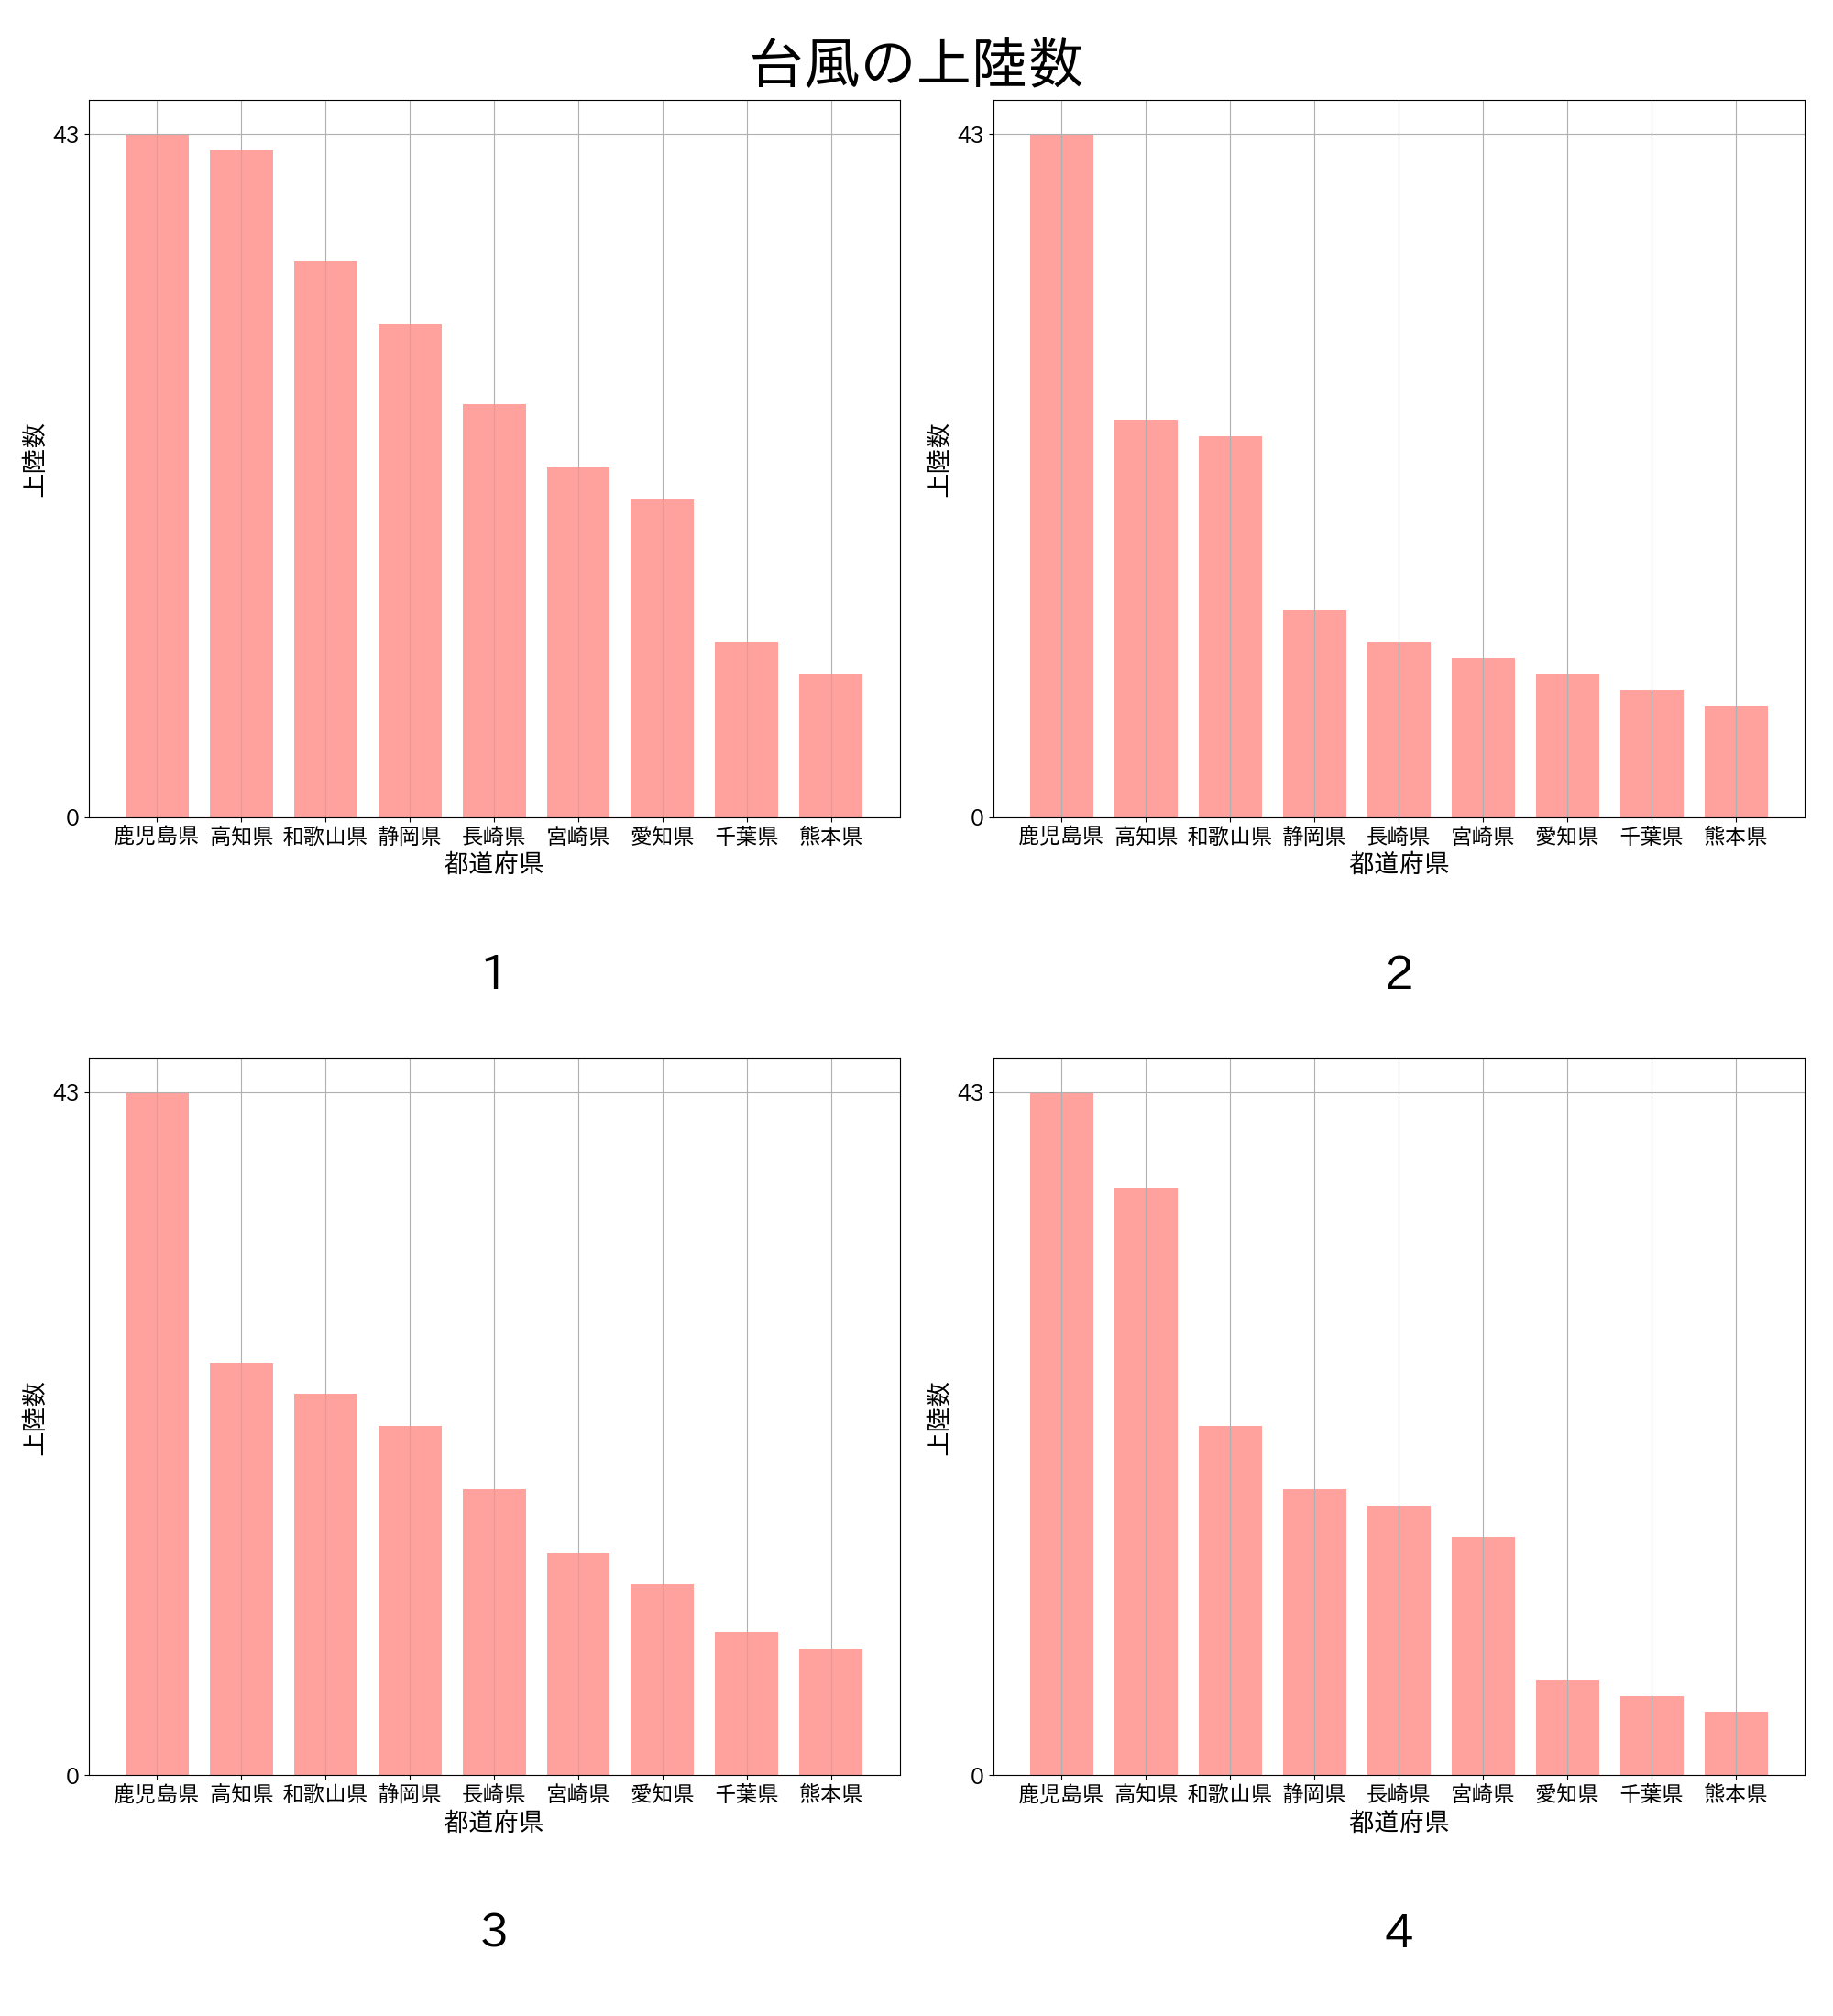 台風の上陸数
43
0
上陸数
鹿児島県 高知県 和歌山県 静岡県 長崎県 宮崎県 愛知県 千葉県 熊本県
都道府県
1
43
0
上陸数
鹿児島県 高知県 和歌山県 静岡県 長崎県 宮崎県 愛知県 千葉県 熊本県
都道府県
2
43
0
上陸数
鹿児島県 高知県 和歌山県 静岡県 長崎県 宮崎県 愛知県 千葉県 熊本県
都道府県
3
43
0
上陸数
鹿児島県 高知県 和歌山県 静岡県 長崎県 宮崎県 愛知県 千葉県 熊本県
都道府県
4